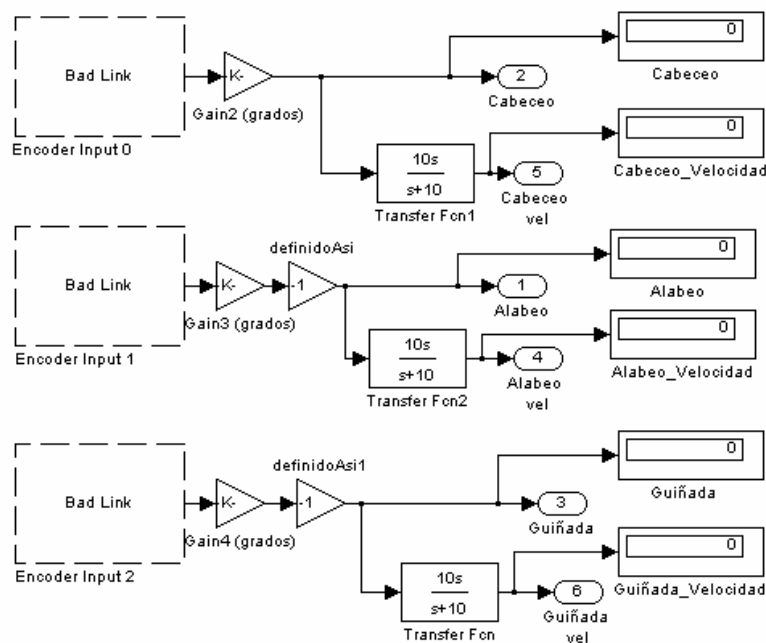 Bad Link
Encoder Input 0
K-
Gain2 (grados)
0
Cabeceo
2
Cabeceo
10s
s+10
Transfer Fcn1
0
Cabeceo_Velocidad
5
Cabeceo
vel
Bad Link
Encoder Input 1
K-
Gain3 (grados)
definidoAsi
-1
0
Alabeo
1
Alabeo
10s
s+10
Transfer Fcn2
0
Alabeo_Velocidad
4
Alabeo
vel
Bad Link
Encoder Input 2
K-
Gain4 (grados)
definidoAsi1
-1
0
Guiñada
3
Guiñada
10s
s+10
Transfer Fcn
0
Guiñada_Velocidad
6
Guiñada
vel